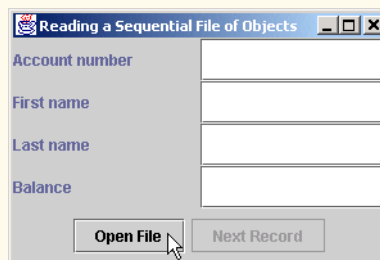 Reading a Sequential File of Objects
Account number
First name
Last name
Balance
Open File Next Record